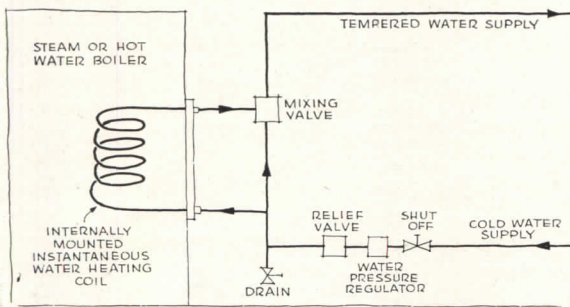 TEMPERED WATER SUPPLY
STEAM OR HOT
WATER BOILER
MIXING
VALVE
INTERNALLY
MOUNTED
INSTANTANEOUS
WATER HEATING
COIL
RELIEF
VALVE
SHUT
OFF
COLD WATER
SUPPLY
WATER
PRESSURE
REGULATOR
DRAIN